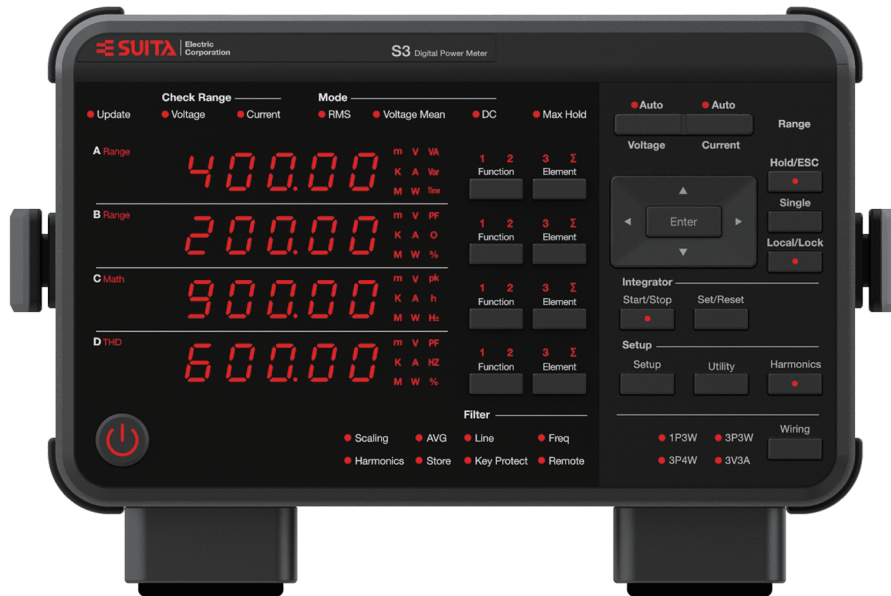 SUITA Electric Corporation
S3 Digital Power Meter
Check Range Mode
Update Voltage Current RMS Voltage Mean DC Max Hold
Auto Auto
Voltage Current Range
A Range 400.00 m V VA
K A Var
M W Time
1 2 3 Σ
Function Element
Hold/ESC
Single
Enter
Local/Lock
B Range 200.00 m V PF
K A O
M W %
1 2 3 Σ
Function Element
C Math 900.00 m V pk
K A h
M W Hz
1 2 3 Σ
Function Element
Integrator
Start/Stop Set/Reset
D THD 600.00 m V PF
K A HZ
M W %
1 2 3 Σ
Function Element
Setup
Setup Utility Harmonics
Filter
Scaling AVG Line Freq
Harmonics Store Key Protect Remote
1P3W 3P3W
3P4W 3V3A
Wiring